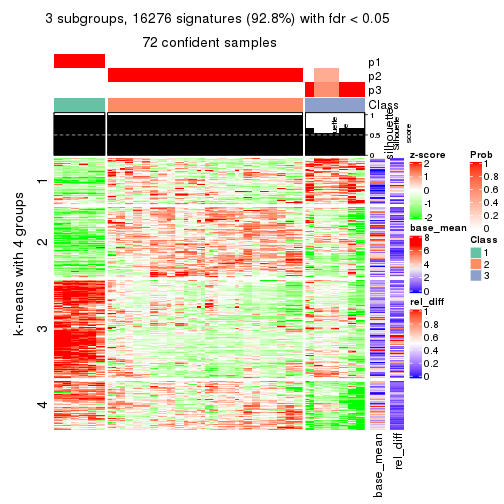 3 subgroups, 16276 signatures (92.8%) with fdr < 0.05
72 confident samples
p1
p2
p3
Class
1
0.5
0
silhouette
Silhouette
score
k-means with 4 groups
1
2
3
4
base_mean
rel_diff
z-score
2
1
0
-1
-2
base_mean
8
6
4
2
0
rel_diff
1
0.8
0.6
0.4
0.2
0
Prob
1
0.8
0.6
0.4
0.2
0
Class
1
2
3